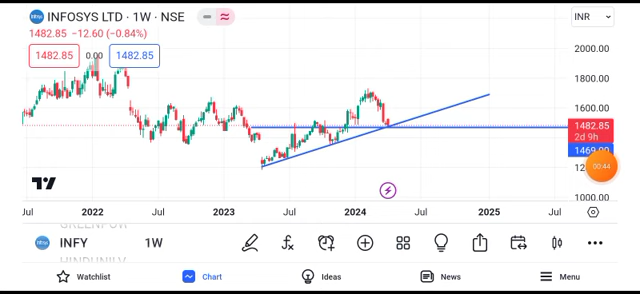 INFOSYS LTD · 1W · NSE
INR
1482.85 −12.60 (−0.84%)
1482.85 0.00 1482.85
2000.00
1800.00
1600.00
1482.85
2d 9h
1469.00
00:44
1000.00
Jul 2022 Jul 2023 Jul 2024 Jul 2025 Jul
INFY 1W
Watchlist Chart Ideas News Menu